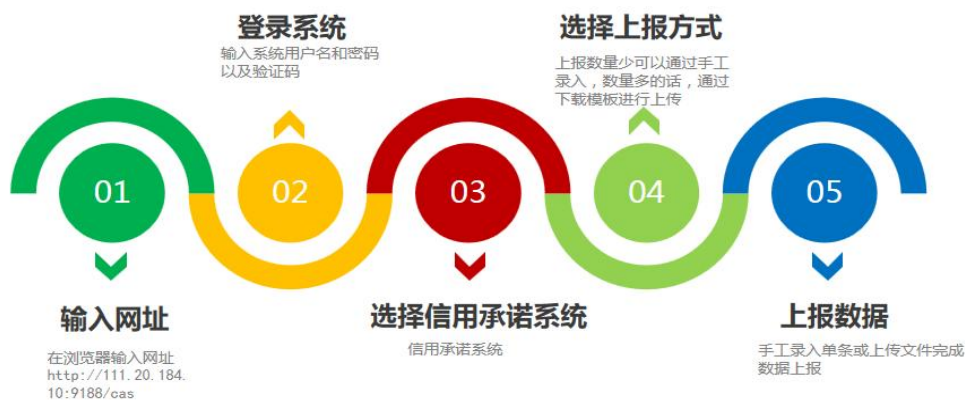 登录系统
输入系统用户名和密码
以及验证码
选择上报方式
上报数量少可以通过手工
录入，数量多的话，通过
下载模板进行上传
01
02
03
04
05
输入网址
在浏览器输入网址
http://111.20.184.
10:9188/cas
选择信用承诺系统
信用承诺系统
上报数据
手工录入单条或上传文件完成
数据上报